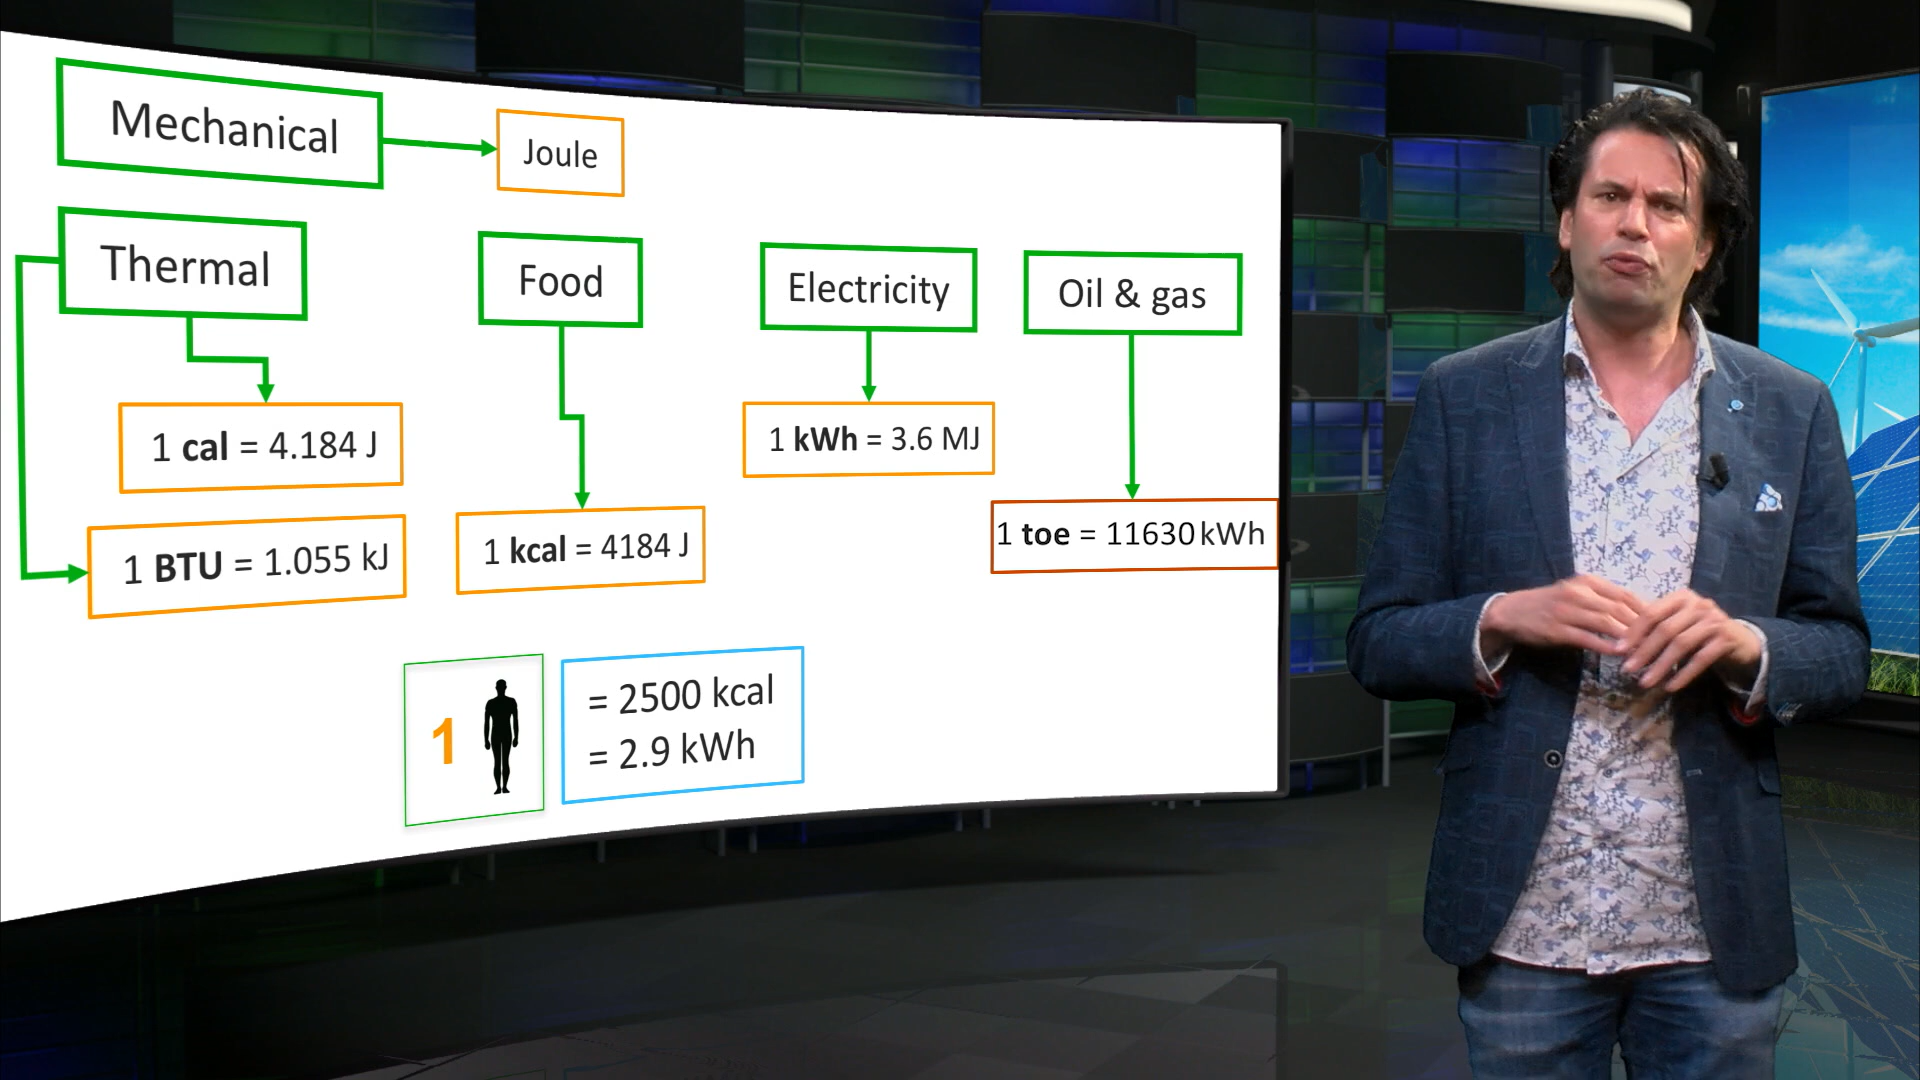 Mechanical
Joule
Thermal
Food
Electricity
Oil & gas
1 cal = 4.184 J
1 kWh = 3.6 MJ
1 BTU = 1.055 kJ
1 kcal = 4184 J
1 toe = 11630 kWh
1
= 2500 kcal
= 2.9 kWh